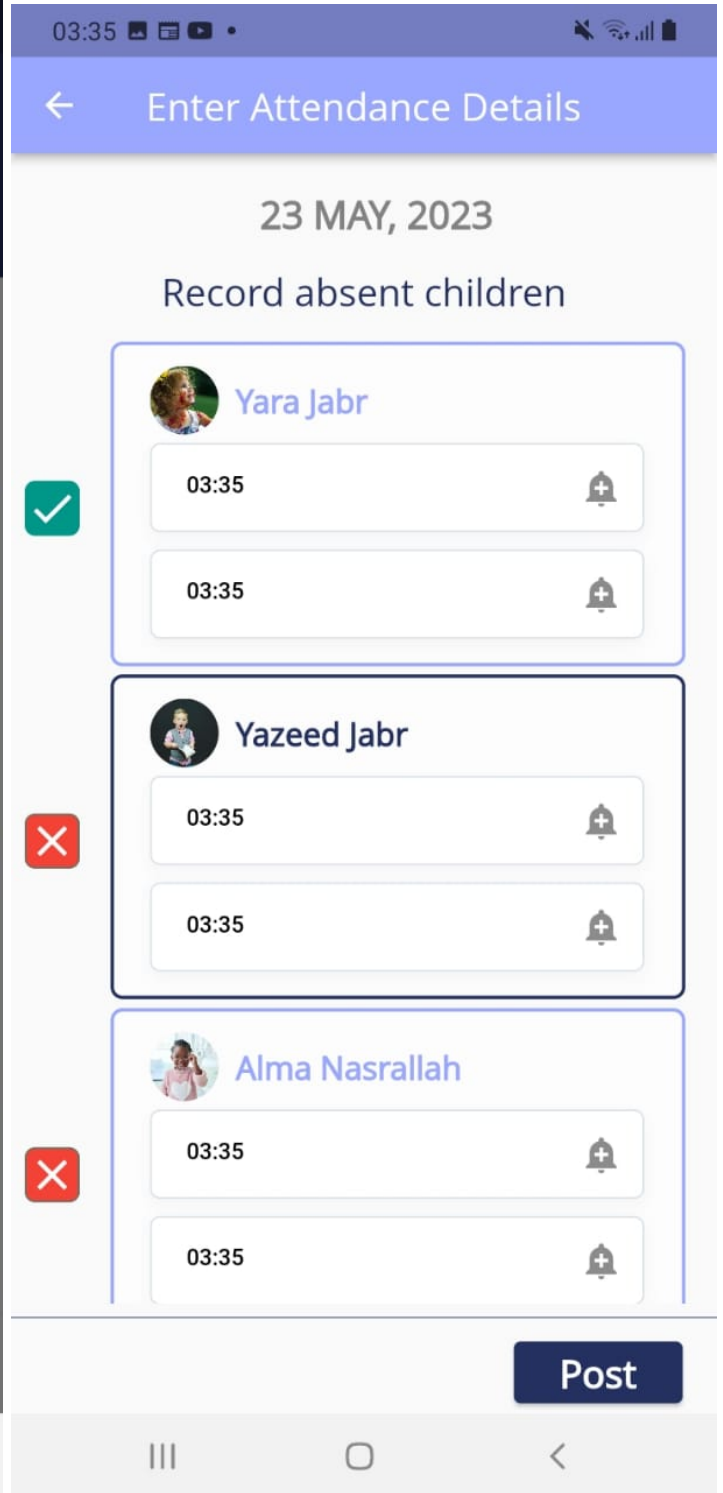 03:35
Enter Attendance Details
23 MAY, 2023
Record absent children
Yara Jabr
03:35
03:35
Yazeed Jabr
03:35
03:35
Alma Nasrallah
03:35
03:35
Post